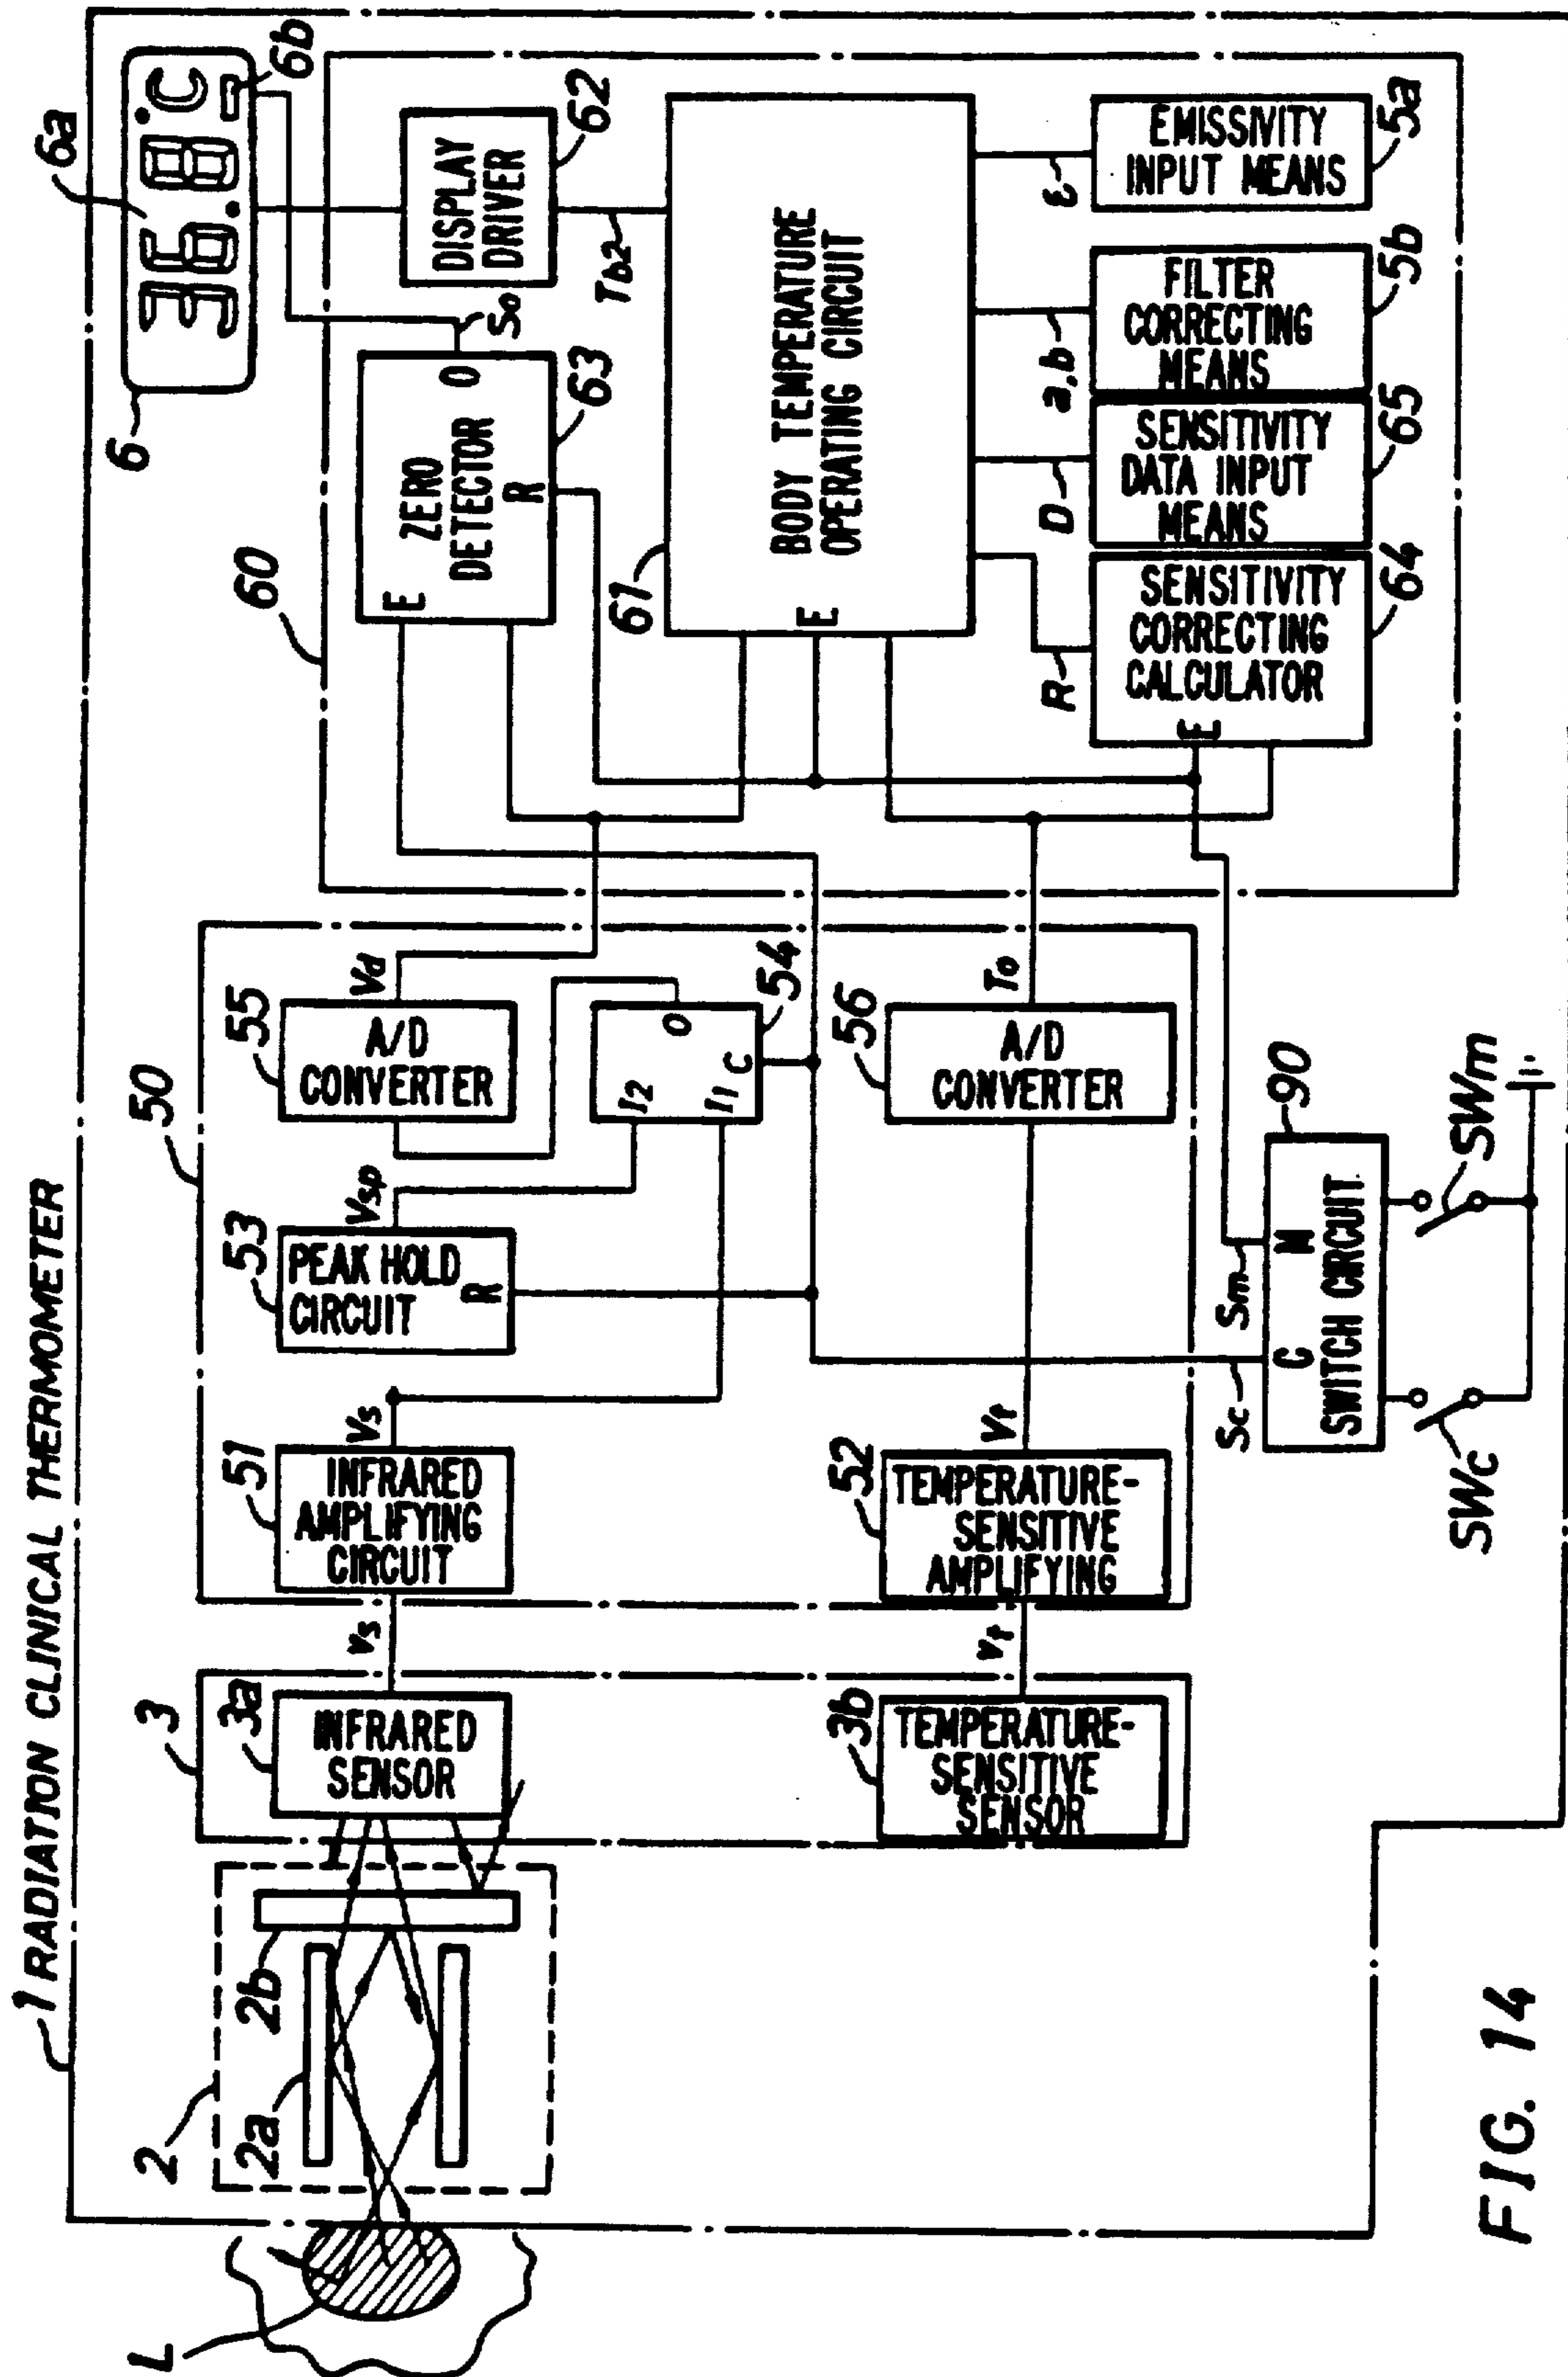 1 RADIATION CLINICAL THERMOMETER
L
2
2a
2b
3
3a
INFRARED
SENSOR
3b
TEMPERATURE-
SENSITIVE
SENSOR
vs
vt
50
51
INFRARED
AMPLIFYING
CIRCUIT
Vs
52
TEMPERATURE-
SENSITIVE
AMPLIFYING
Vt
53
PEAK HOLD
CIRCUIT
R
Vsp
I2
I1
C
O
54
55
A/D
CONVERTER
Vd
56
A/D
CONVERTER
To
Sc
Sm
C
M
SWITCH CIRCUIT
90
SWc
SWm
60
E
ZERO
DETECTOR
R
O
63
So
61
E
BODY TEMPERATURE
OPERATING CIRCUIT
Tb2
DISPLAY
DRIVER
62
6
36.8°C
6a
6b
R
SENSITIVITY
CORRECTING
CALCULATOR
E
64
D
SENSITIVITY
DATA INPUT
MEANS
65
a,b
FILTER
CORRECTING
MEANS
5b
ε
EMISSIVITY
INPUT MEANS
5a
FIG. 14